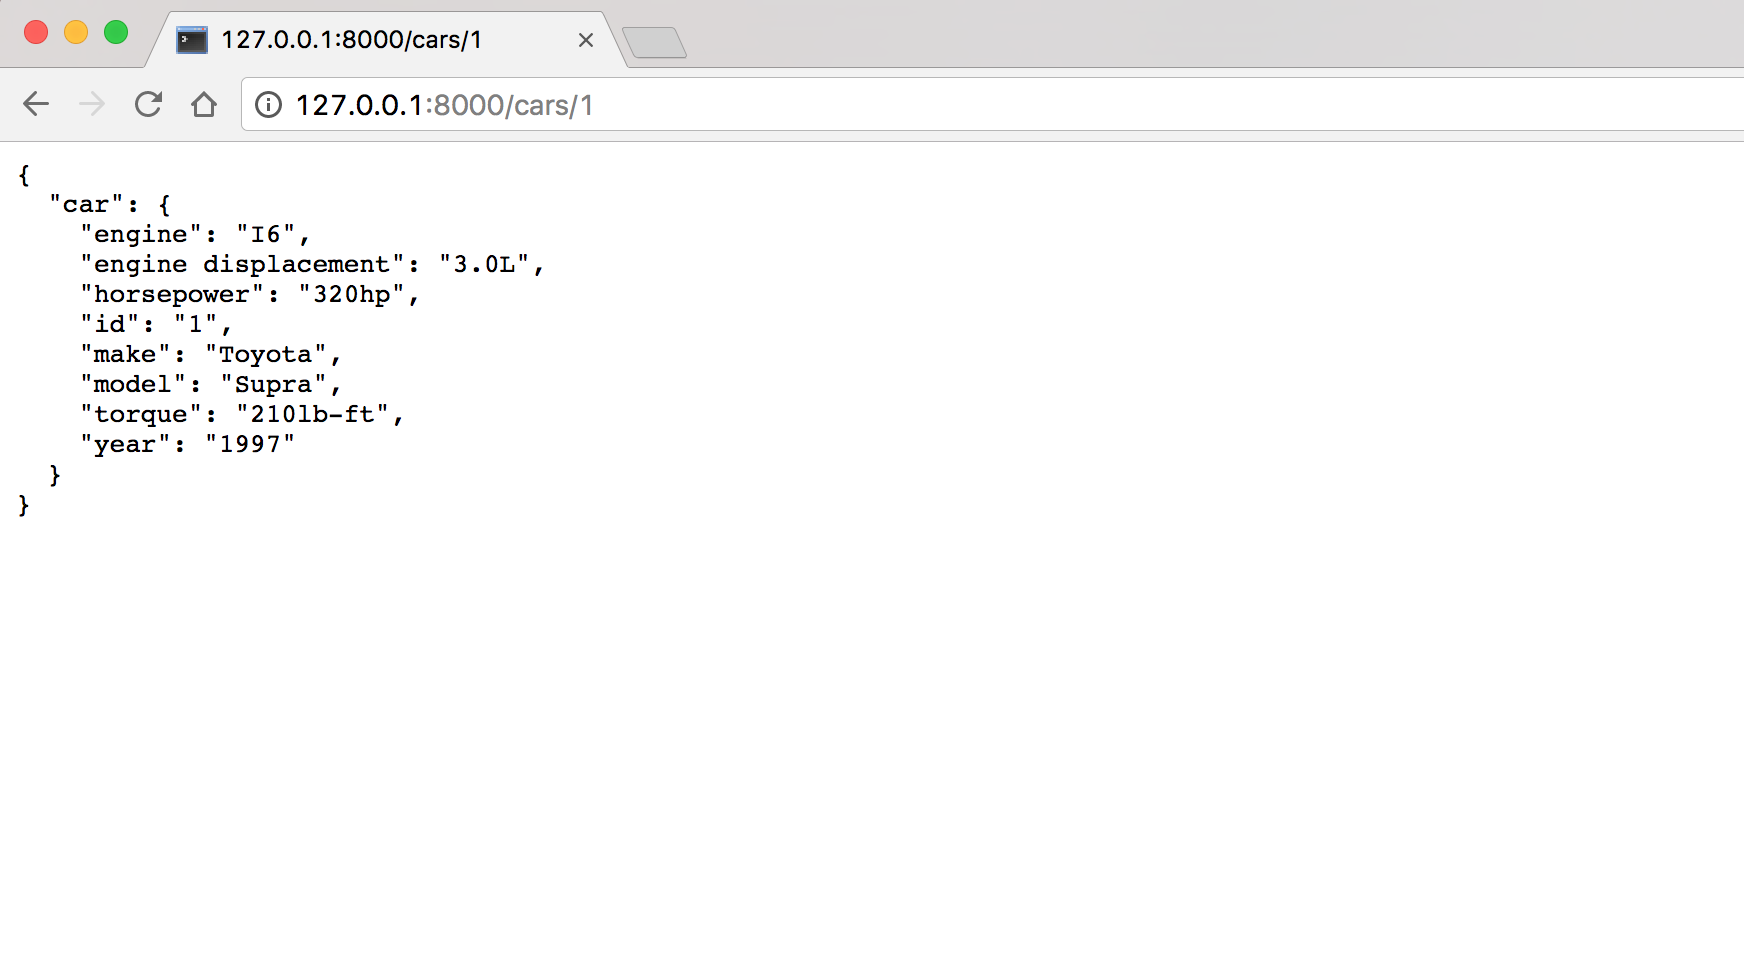 127.0.0.1:8000/cars/1
127.0.0.1:8000/cars/1
{
  "car": {
    "engine": "I6",
    "engine displacement": "3.0L",
    "horsepower": "320hp",
    "id": "1",
    "make": "Toyota",
    "model": "Supra",
    "torque": "210lb-ft",
    "year": "1997"
  }
}